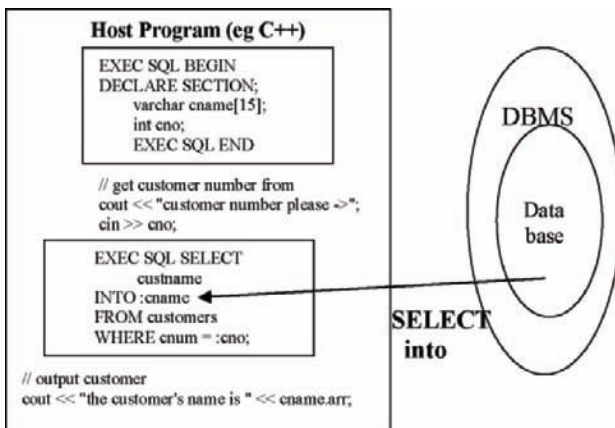 Host Program (eg C++)
EXEC SQL BEGIN
DECLARE SECTION;
varchar cname[15];
int cno;
EXEC SQL END
// get customer number from
cout << "customer number please ->";
cin >> cno;
EXEC SQL SELECT
custname
INTO :cname
FROM customers
WHERE cnum = :cno;
// output customer
cout << "the customer's name is " << cname.arr;
DBMS
Data
base
SELECT
into